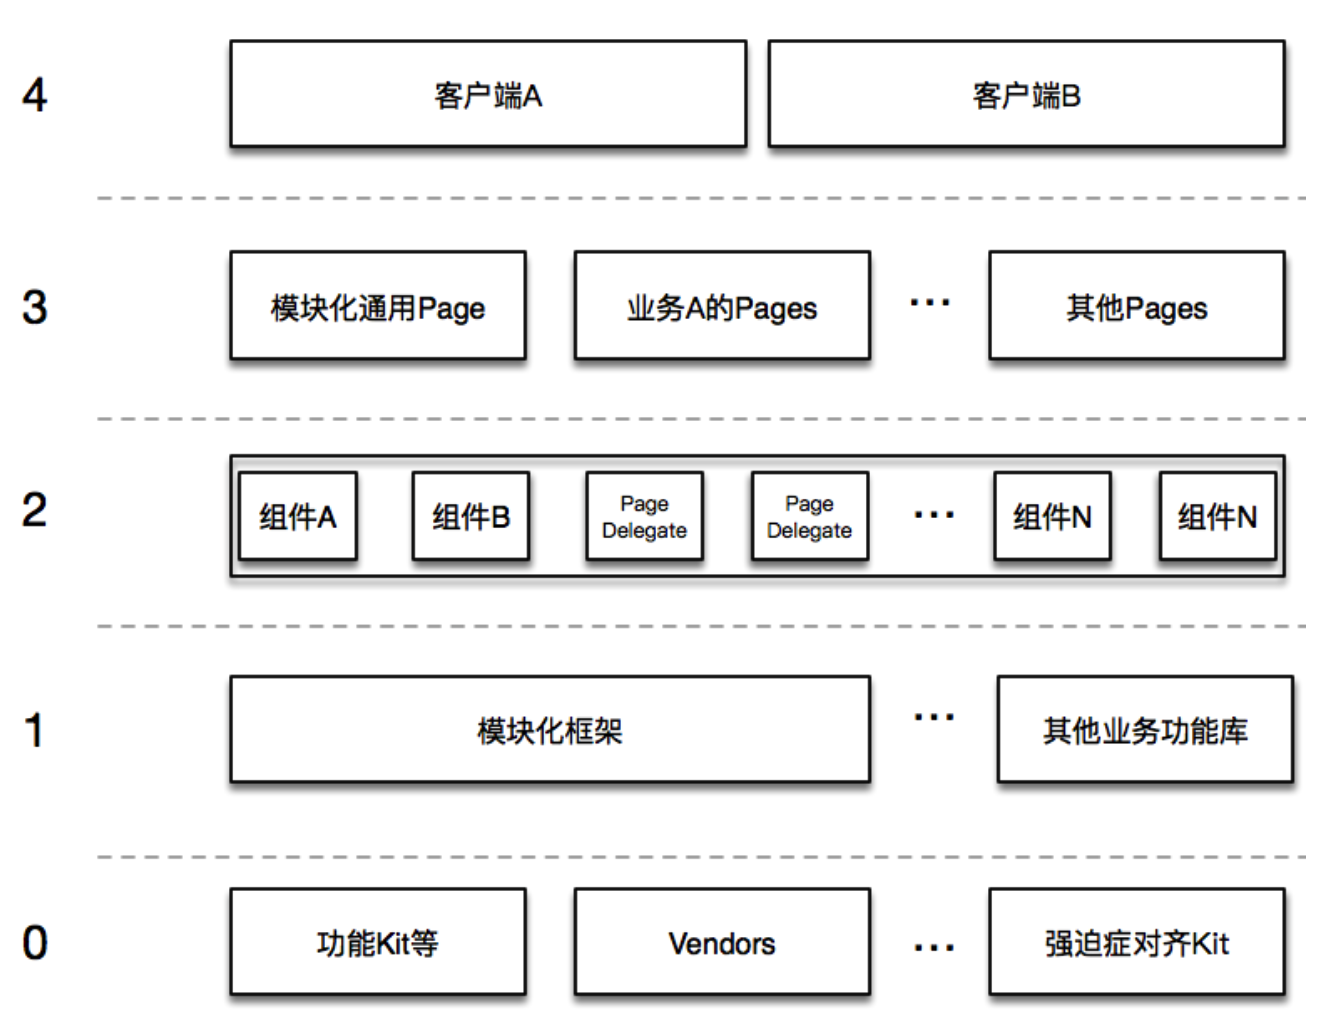 4
客户端A
客户端B
3
模块化通用Page
业务A的Pages
...
其他Pages
2
组件A
组件B
Page
Delegate
Page
Delegate
...
组件N
组件N
1
模块化框架
...
其他业务功能库
0
功能Kit等
Vendors
...
强迫症对齐Kit